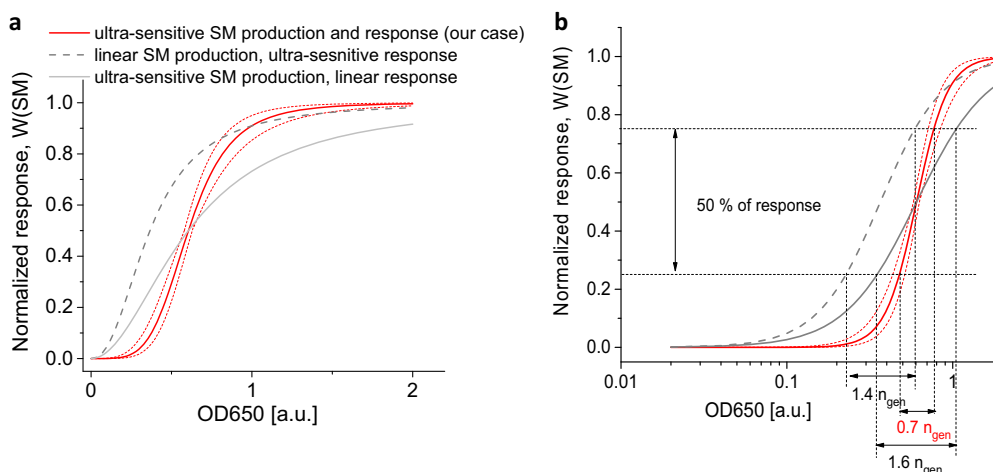 a
ultra-sensitive SM production and response (our case)
linear SM production, ultra-sesnitive response
ultra-sensitive SM production, linear response
Normalized response, W(SM)
1.0
0.8
0.6
0.4
0.2
0.0
0
1
2
OD650 [a.u.]
b
Normalized response, W(SM)
1.0
0.8
0.6
0.4
0.2
0.0
50 % of response
0.01
0.1
1
OD650 [a.u.]
1.4 n_gen
0.7 n_gen
1.6 n_gen